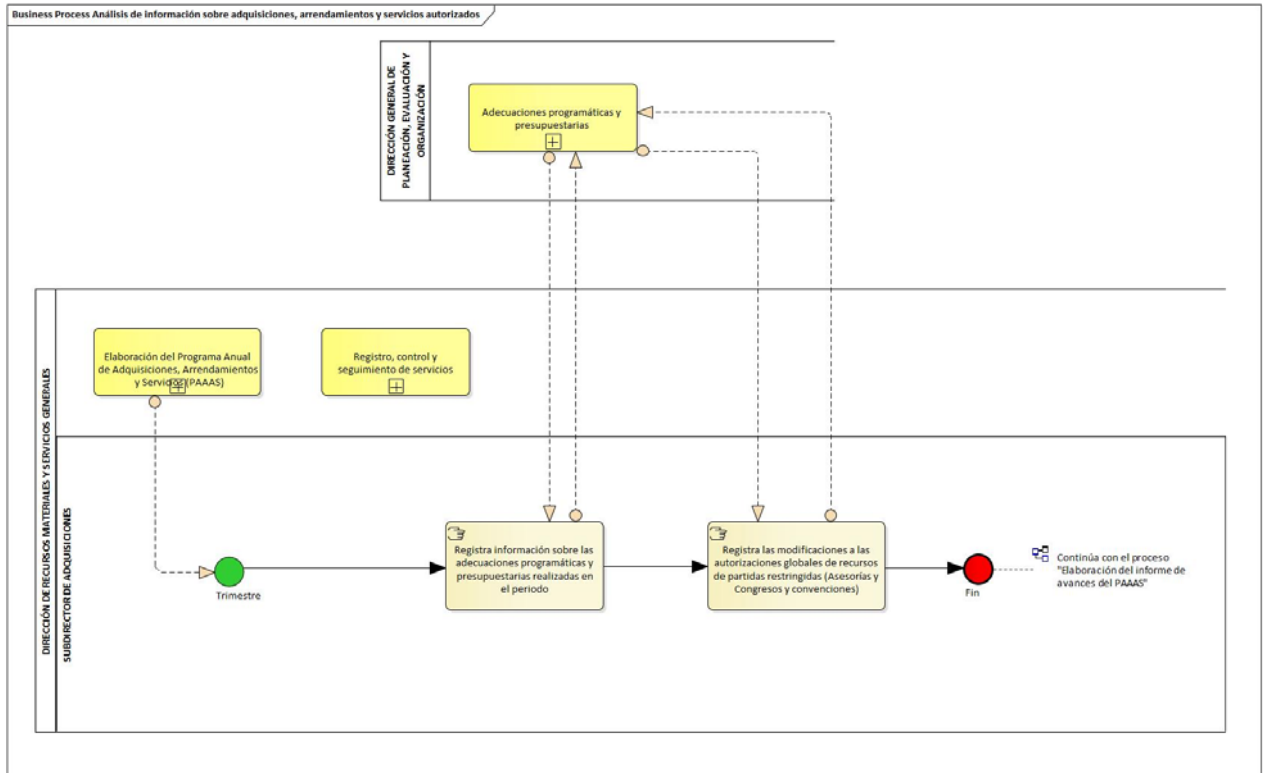 Business Process Análisis de información sobre adquisiciones, arrendamientos y servicios autorizados
DIRECCIÓN GENERAL DE
PLANEACIÓN, EVALUACIÓN Y
ORGANIZACIÓN
Adecuaciones programáticas y
presupuestarias
DIRECCIÓN DE RECURSOS MATERIALES Y SERVICIOS GENERALES
Elaboración del Programa Anual
de Adquisiciones, Arrendamientos
y Servicios (PAAAS)
Registro, control y
seguimiento de servicios
SUBDIRECTOR DE ADQUISICIONES
Trimestre
Registra información sobre las
adecuaciones programáticas y
presupuestarias realizadas en
el periodo
Registra las modificaciones a las
autorizaciones globales de recursos
de partidas restringidas (Asesorías y
Congresos y convenciones)
Fin
Continúa con el proceso
"Elaboración del informe de
avances del PAAAS"